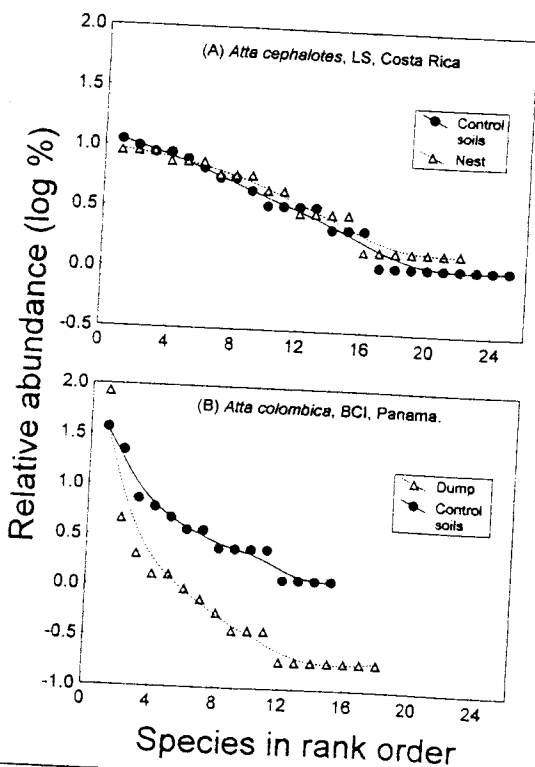 Relative abundance (log %)
2.0
1.5
1.0
0.5
0.0
-0.5
(A) Atta cephalotes, LS, Costa Rica
Control
soils
Nest
0 4 8 12 16 20 24
2.0
1.5
1.0
0.5
0.0
-0.5
-1.0
(B) Atta colombica, BCI, Panama.
Dump
Control
soils
0 4 8 12 16 20 24
Species in rank order